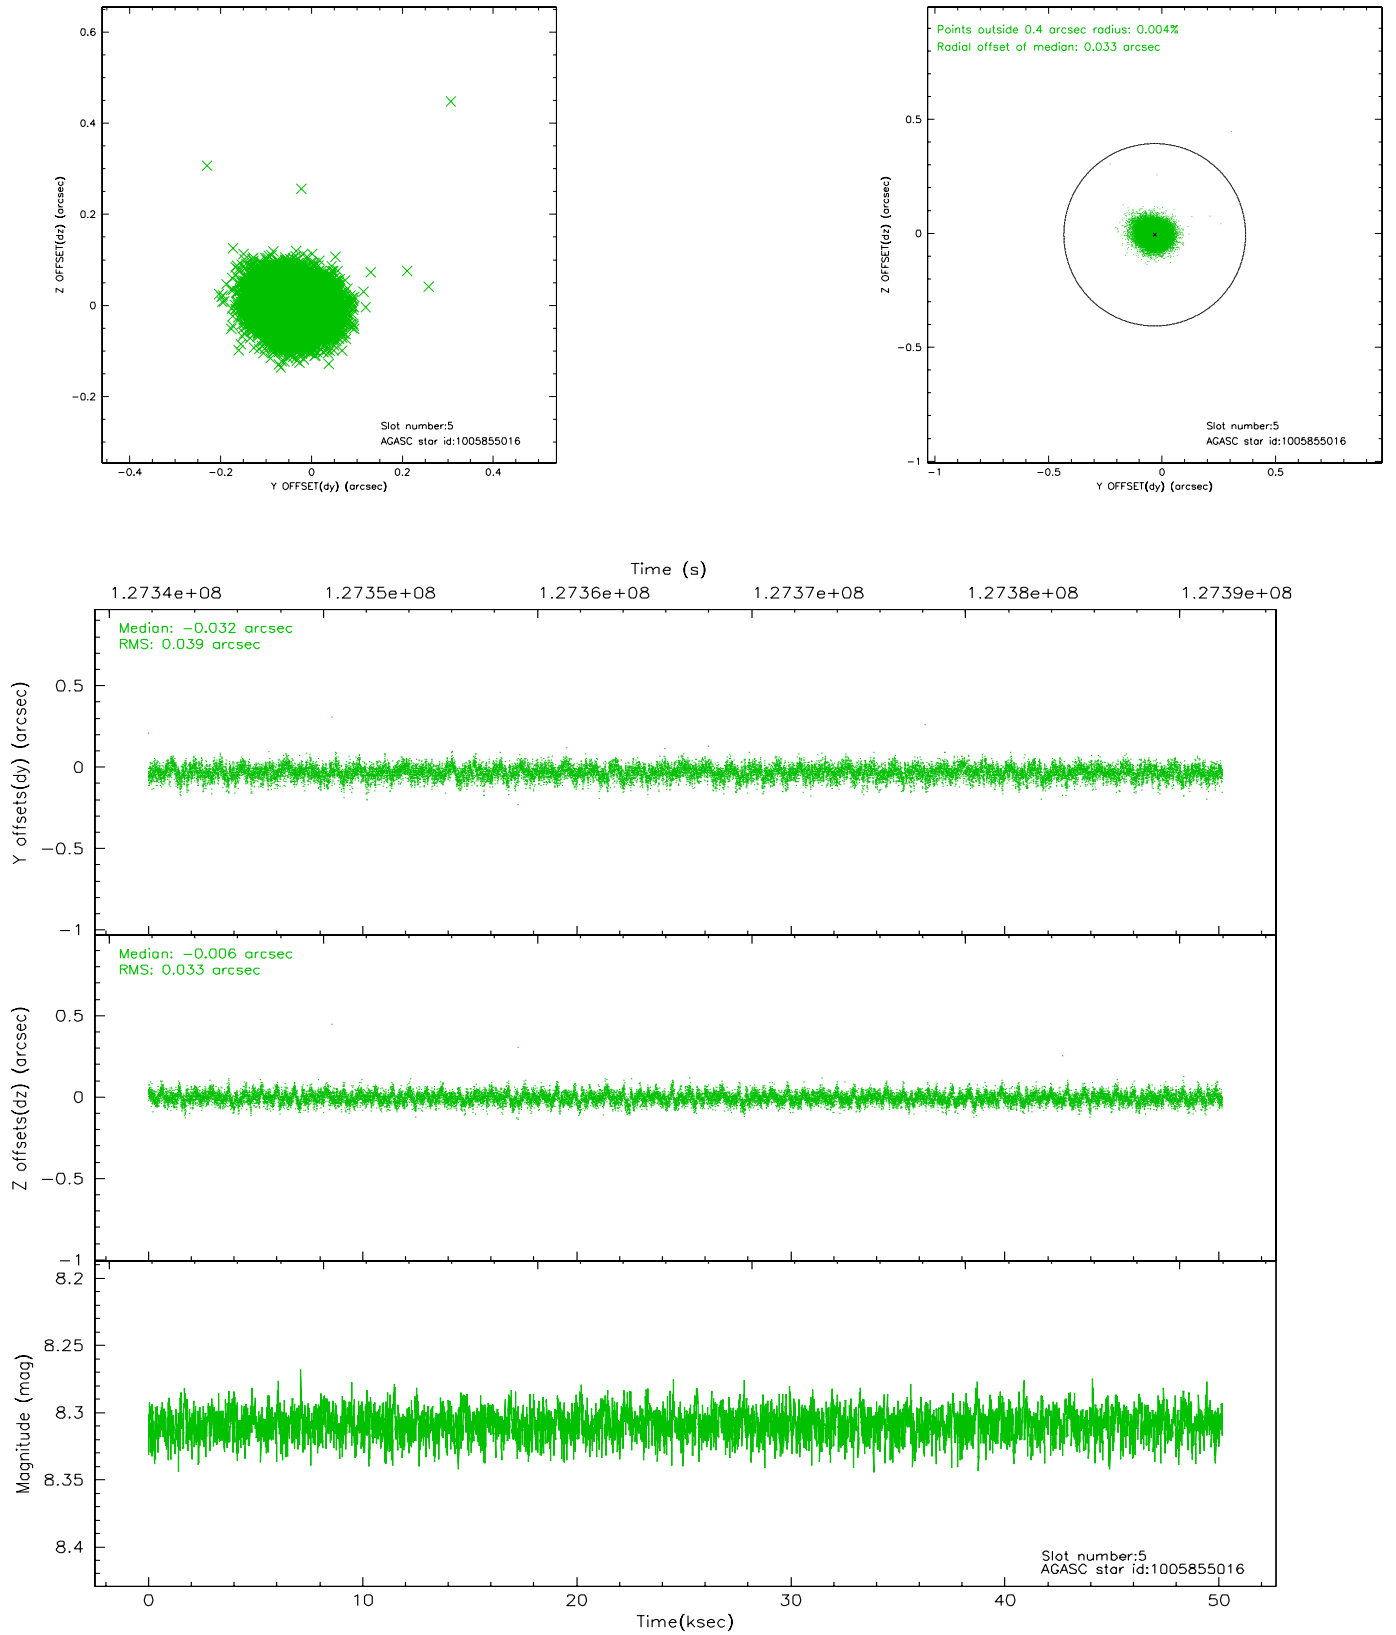 0.6
0.4
0.2
0
−0.2
Z OFFSET(dz) (arcsec)
Slot number:5
AGASC star id:1005855016
−0.4
−0.2
0
0.2
0.4
Y OFFSET(dy) (arcsec)
Points outside 0.4 arcsec radius: 0.004%
Radial offset of median: 0.033 arcsec
0.5
0
−0.5
−1
Z OFFSET(dz) (arcsec)
Slot number:5
AGASC star id:1005855016
−1
−0.5
0
0.5
Y OFFSET(dy) (arcsec)
Time (s)
1.2734e+08
1.2735e+08
1.2736e+08
1.2737e+08
1.2738e+08
1.2739e+08
Median: −0.032 arcsec
RMS: 0.039 arcsec
0.5
0
−0.5
−1
Y offsets(dy) (arcsec)
Median: −0.006 arcsec
RMS: 0.033 arcsec
0.5
0
−0.5
−1
Z offsets(dz) (arcsec)
8.2
8.25
8.3
8.35
8.4
Magnitude (mag)
Slot number:5
AGASC star id:1005855016
0
10
20
30
40
50
Time(ksec)